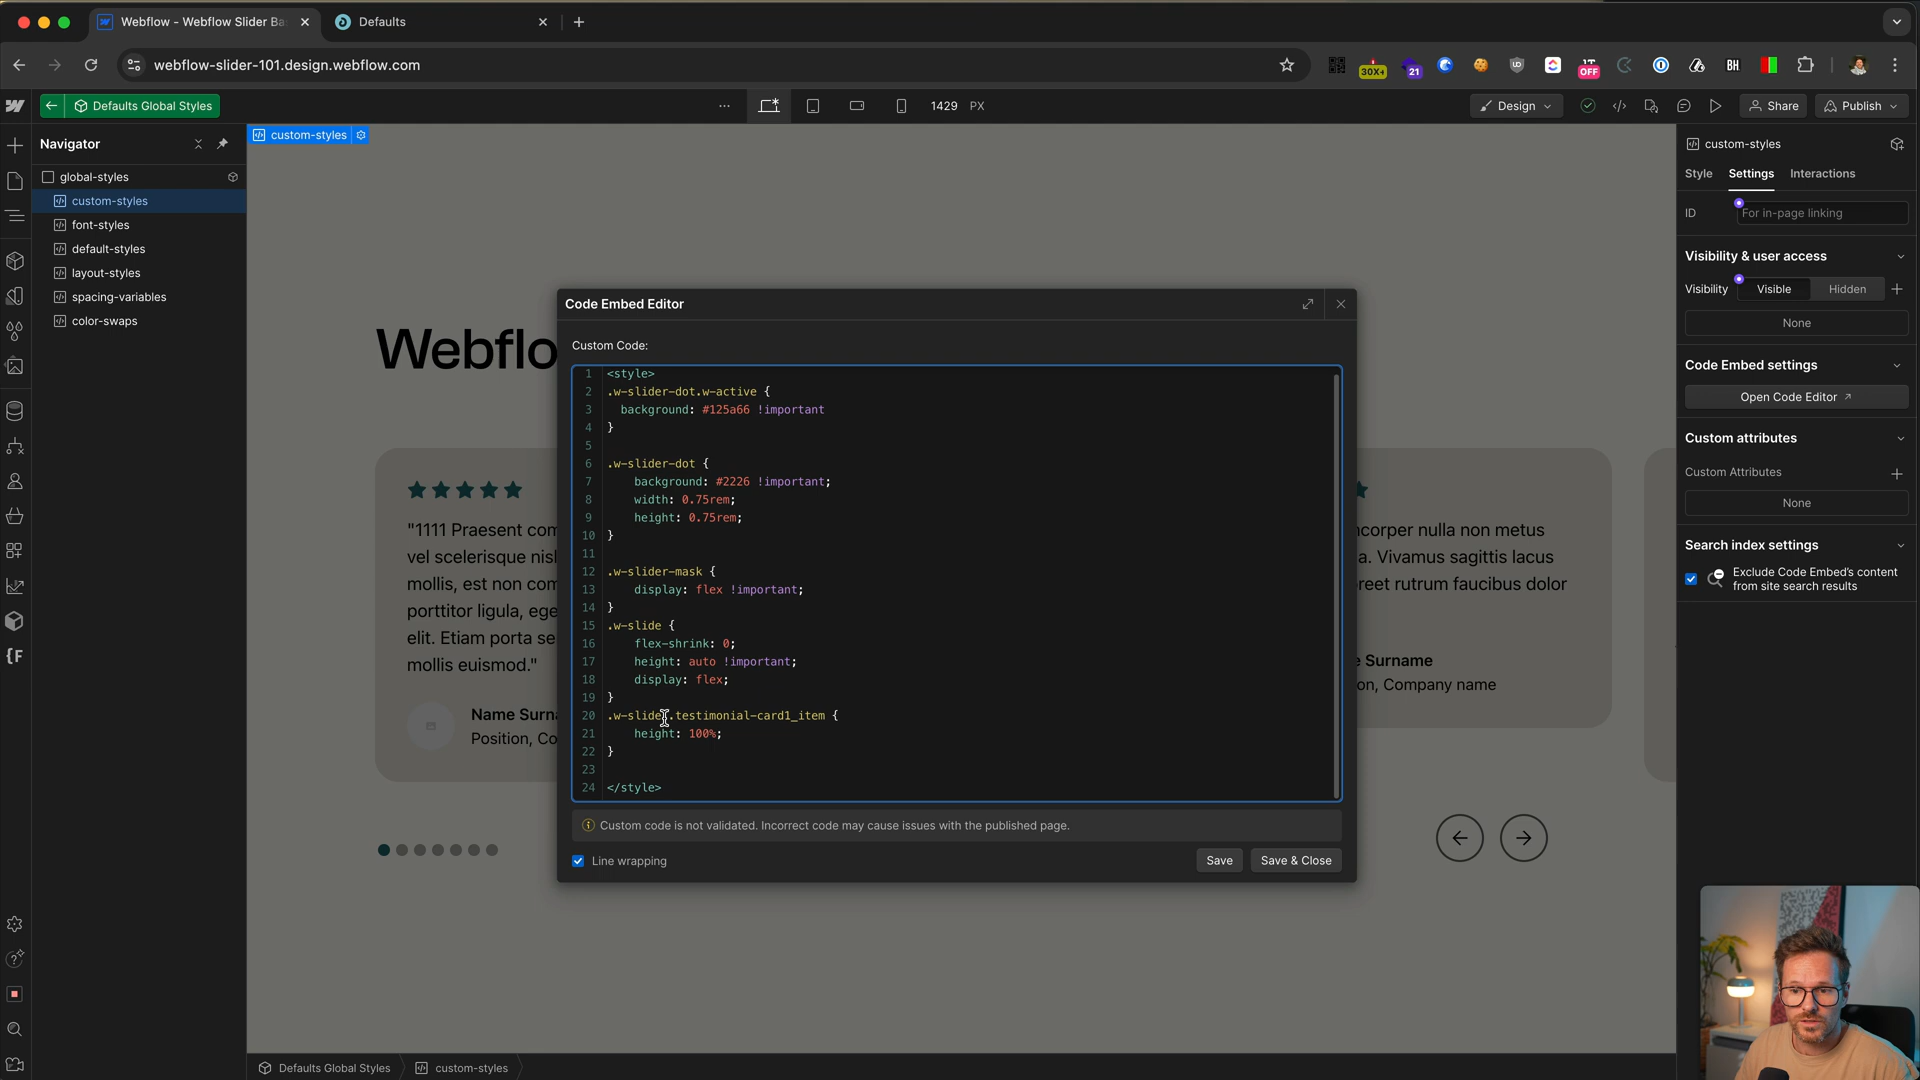 Webflow - Webflow Slider Ba
Defaults
webflow-slider-101.design.webflow.com
30X+
21
OFF
BH
Defaults Global Styles
1429 PX
Design
Share
Publish
Navigator
global-styles
custom-styles
font-styles
default-styles
layout-styles
spacing-variables
color-swaps
custom-styles
Webflo
"1111 Praesent com
vel scelerisque nisl
mollis, est non com
porttitor ligula, ege
elit. Etiam porta se
mollis euismod."
Name Surna
Position, Co
Code Embed Editor
Custom Code:
1 <style>
2 .w-slider-dot.w-active {
3 background: #125a66 !important
4 }
5
6 .w-slider-dot {
7 background: #2226 !important;
8 width: 0.75rem;
9 height: 0.75rem;
10 }
11
12 .w-slider-mask {
13 display: flex !important;
14 }
15 .w-slide {
16 flex-shrink: 0;
17 height: auto !important;
18 display: flex;
19 }
20 .w-slide .testimonial-card1_item {
21 height: 100%;
22 }
23
24 </style>
Custom code is not validated. Incorrect code may cause issues with the published page.
Line wrapping
Save
Save & Close
corper nulla non metus
a. Vivamus sagittis lacus
reet rutrum faucibus dolor
e Surname
on, Company name
custom-styles
Style
Settings
Interactions
ID
For in-page linking
Visibility & user access
Visibility
Visible
Hidden
None
Code Embed settings
Open Code Editor
Custom attributes
Custom Attributes
None
Search index settings
Exclude Code Embed's content
from site search results
Defaults Global Styles
custom-styles